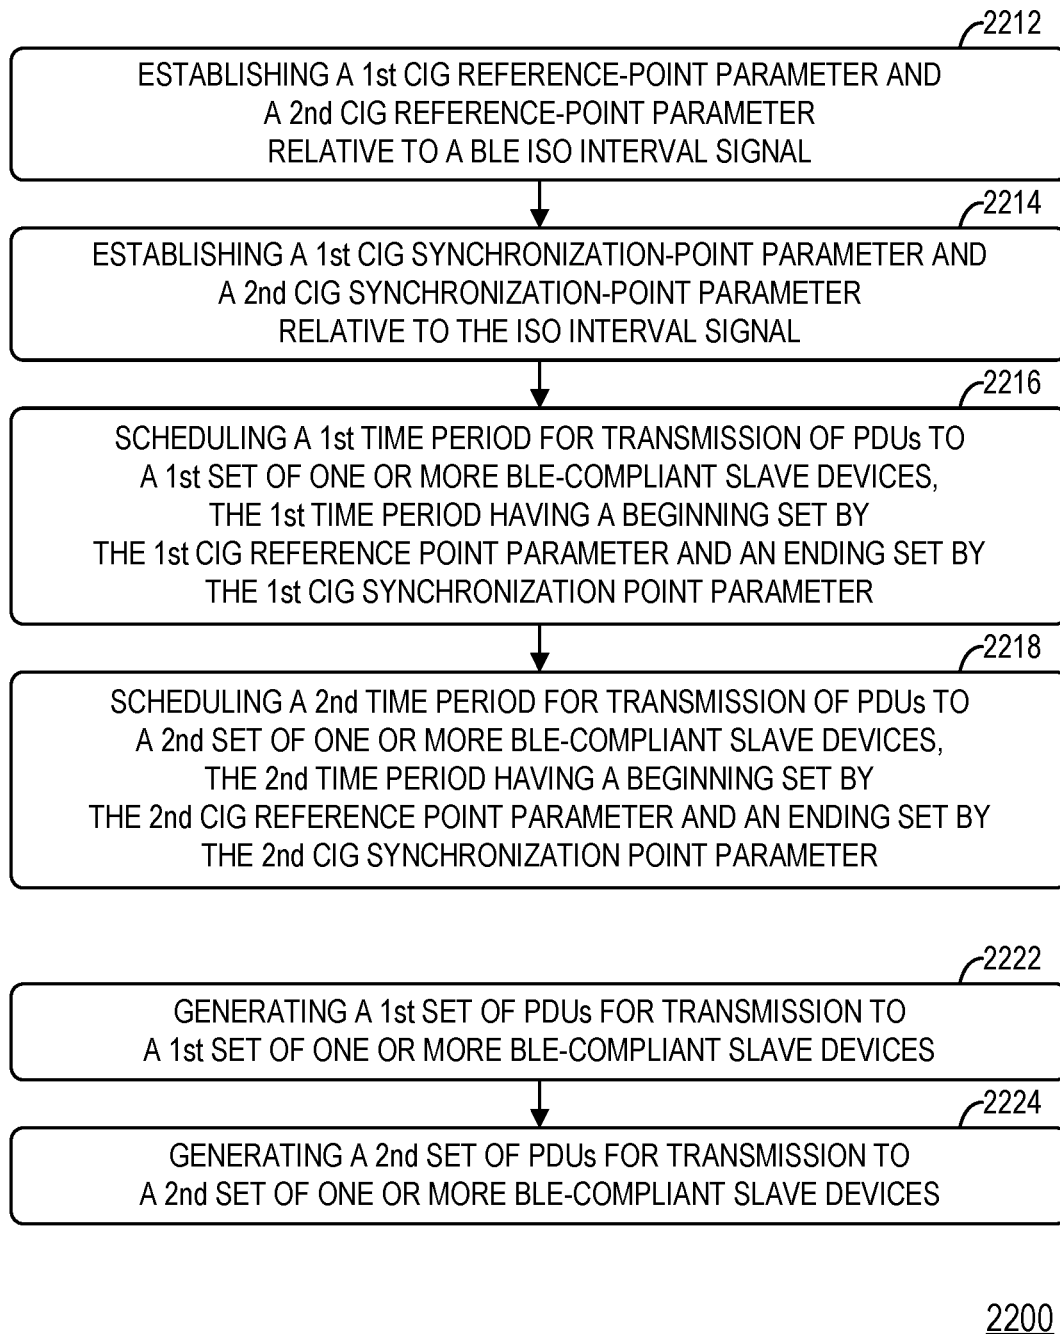 2212
ESTABLISHING A 1st CIG REFERENCE-POINT PARAMETER AND
A 2nd CIG REFERENCE-POINT PARAMETER
RELATIVE TO A BLE ISO INTERVAL SIGNAL
2214
ESTABLISHING A 1st CIG SYNCHRONIZATION-POINT PARAMETER AND
A 2nd CIG SYNCHRONIZATION-POINT PARAMETER
RELATIVE TO THE ISO INTERVAL SIGNAL
2216
SCHEDULING A 1st TIME PERIOD FOR TRANSMISSION OF PDUs TO
A 1st SET OF ONE OR MORE BLE-COMPLIANT SLAVE DEVICES,
THE 1st TIME PERIOD HAVING A BEGINNING SET BY
THE 1st CIG REFERENCE POINT PARAMETER AND AN ENDING SET BY
THE 1st CIG SYNCHRONIZATION POINT PARAMETER
2218
SCHEDULING A 2nd TIME PERIOD FOR TRANSMISSION OF PDUs TO
A 2nd SET OF ONE OR MORE BLE-COMPLIANT SLAVE DEVICES,
THE 2nd TIME PERIOD HAVING A BEGINNING SET BY
THE 2nd CIG REFERENCE POINT PARAMETER AND AN ENDING SET BY
THE 2nd CIG SYNCHRONIZATION POINT PARAMETER
2222
GENERATING A 1st SET OF PDUs FOR TRANSMISSION TO
A 1st SET OF ONE OR MORE BLE-COMPLIANT SLAVE DEVICES
2224
GENERATING A 2nd SET OF PDUs FOR TRANSMISSION TO
A 2nd SET OF ONE OR MORE BLE-COMPLIANT SLAVE DEVICES
2200